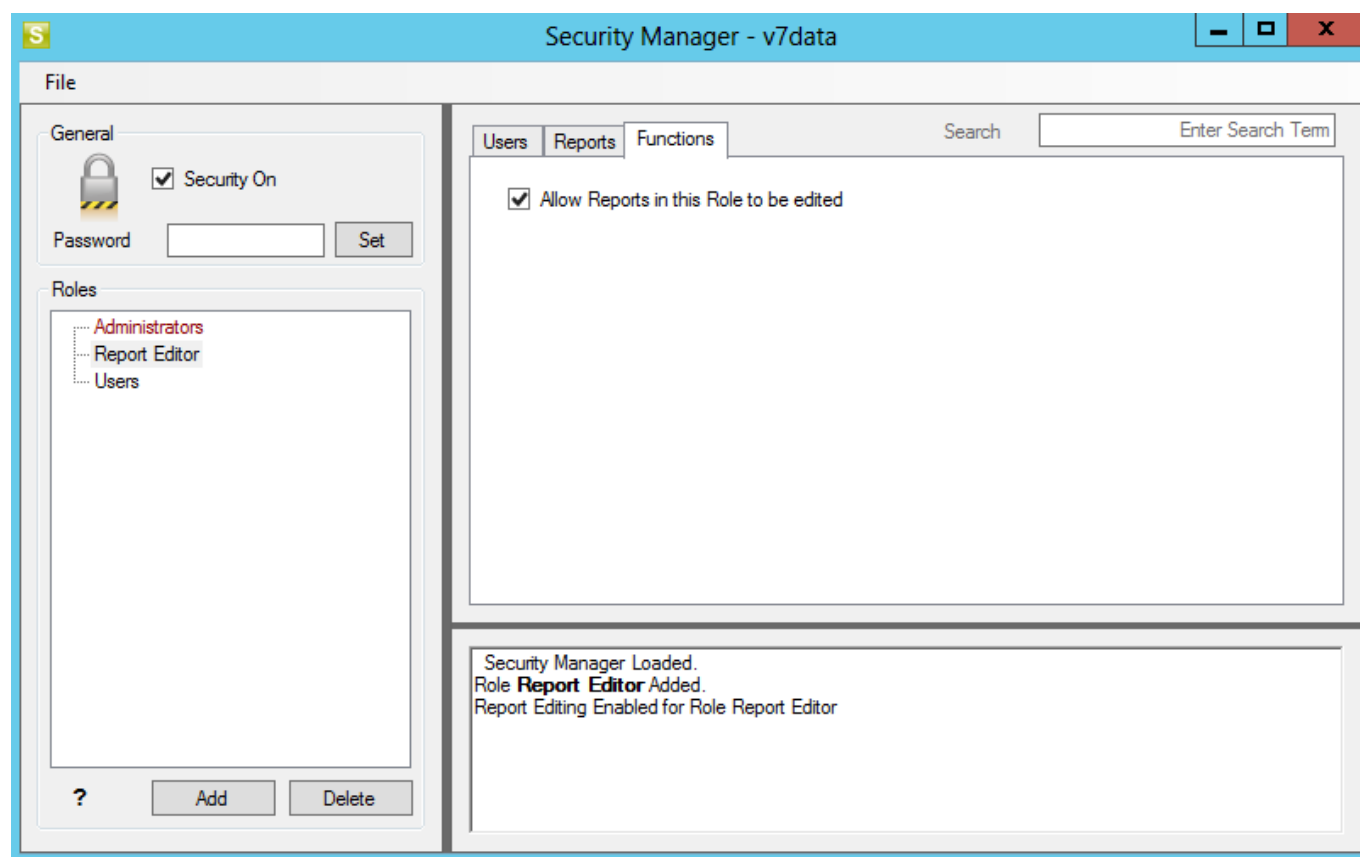 S
Security Manager - v7data
X
File
General
Security On
Password
Set
Roles
Administrators
Report Editor
Users
?
Add
Delete
Users
Reports
Functions
Search
Enter Search Term
Allow Reports in this Role to be edited
Security Manager Loaded.
Role Report Editor Added.
Report Editing Enabled for Role Report Editor